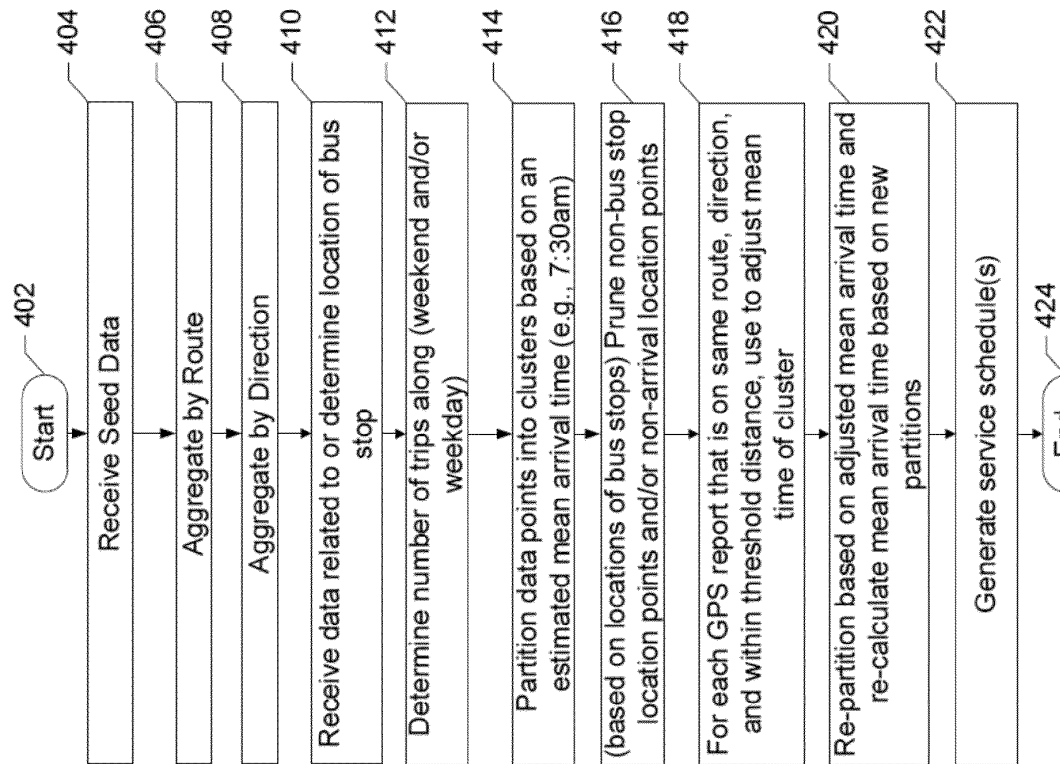 Start
402
Receive Seed Data
404
Aggregate by Route
406
Aggregate by Direction
408
Receive data related to or determine location of bus
stop
410
Determine number of trips along (weekend and/or
weekday)
412
Partition data points into clusters based on an
estimated mean arrival time (e.g., 7:30am)
414
(based on locations of bus stops) Prune non-bus stop
location points and/or non-arrival location points
416
For each GPS report that is on same route, direction,
and within threshold distance, use to adjust mean
time of cluster
418
Re-partition based on adjusted mean arrival time and
re-calculate mean arrival time based on new
partitions
420
Generate service schedule(s)
422
424